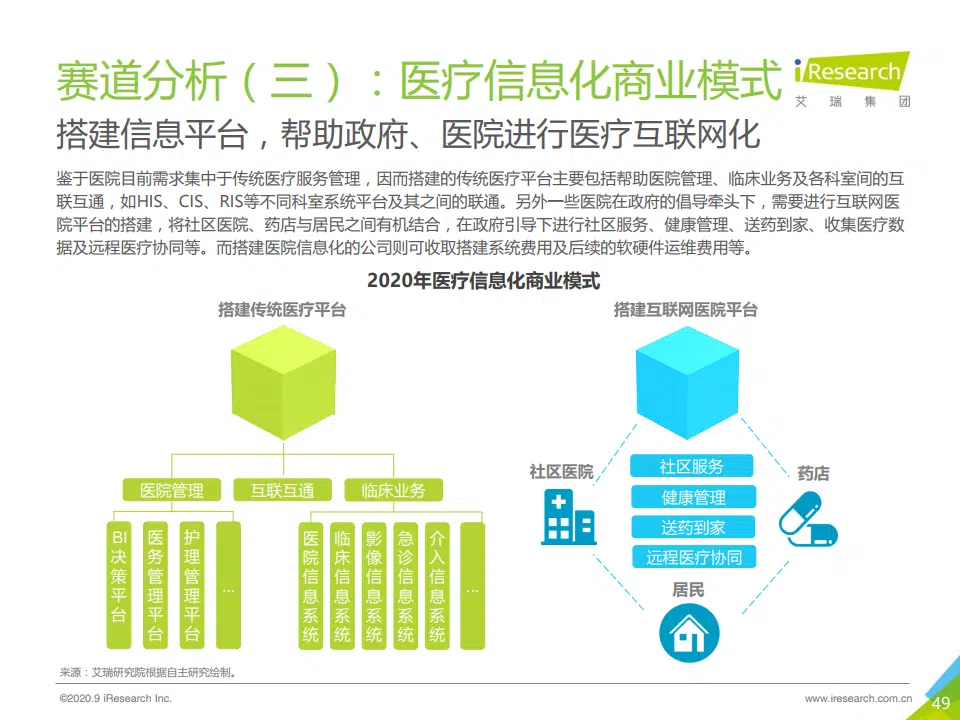 赛道分析（三）：医疗信息化商业模式
iResearch
艾瑞集团
搭建信息平台，帮助政府、医院进行医疗互联网化
鉴于医院目前需求集中于传统医疗服务管理，因而搭建的传统医疗平台主要包括帮助医院管理、临床业务及各科室间的互
联互通，如HIS、CIS、RIS等不同科室系统平台及其之间的联通。另外一些医院在政府的倡导牵头下，需要进行互联网医
院平台的搭建，将社区医院、药店与居民之间有机结合，在政府引导下进行社区服务、健康管理、送药到家、收集医疗数
据及远程医疗协同等。而搭建医院信息化的公司则可收取搭建系统费用及后续的软硬件运维费用等。
2020年医疗信息化商业模式
搭建传统医疗平台
医院管理
互联互通
临床业务
BI决策平台
医务管理平台
护理管理平台
...
医院信息系统
临床信息系统
影像信息系统
急诊信息系统
介入信息系统
...
搭建互联网医院平台
社区医院
药店
社区服务
健康管理
送药到家
远程医疗协同
居民
来源：艾瑞研究院根据自主研究绘制。
©2020.9 iResearch Inc.
www.iresearch.com.cn
49